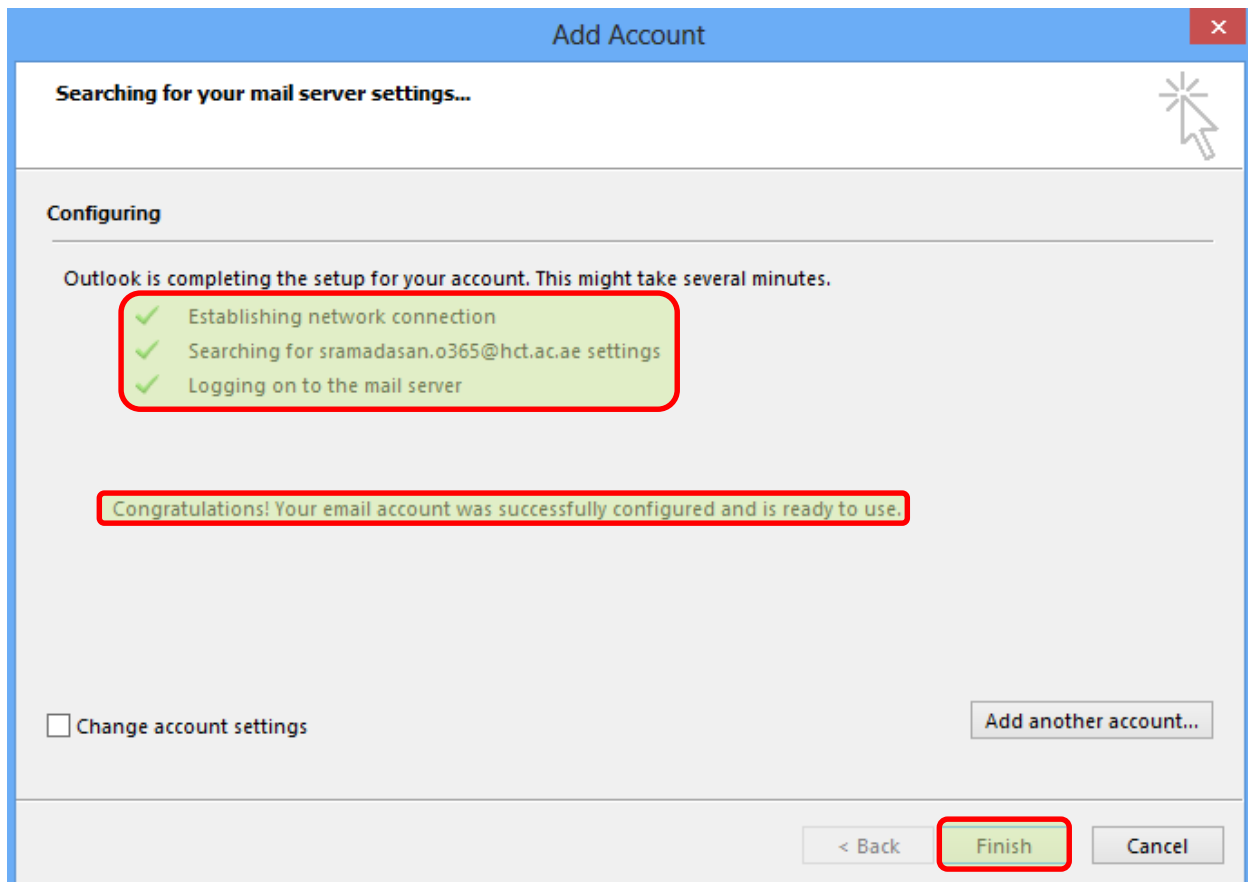 Add Account
Searching for your mail server settings...
Configuring
Outlook is completing the setup for your account. This might take several minutes.
Establishing network connection
Searching for sramadasan.o365@hct.ac.ae settings
Logging on to the mail server
Congratulations! Your email account was successfully configured and is ready to use.
Change account settings
Add another account...
< Back
Finish
Cancel